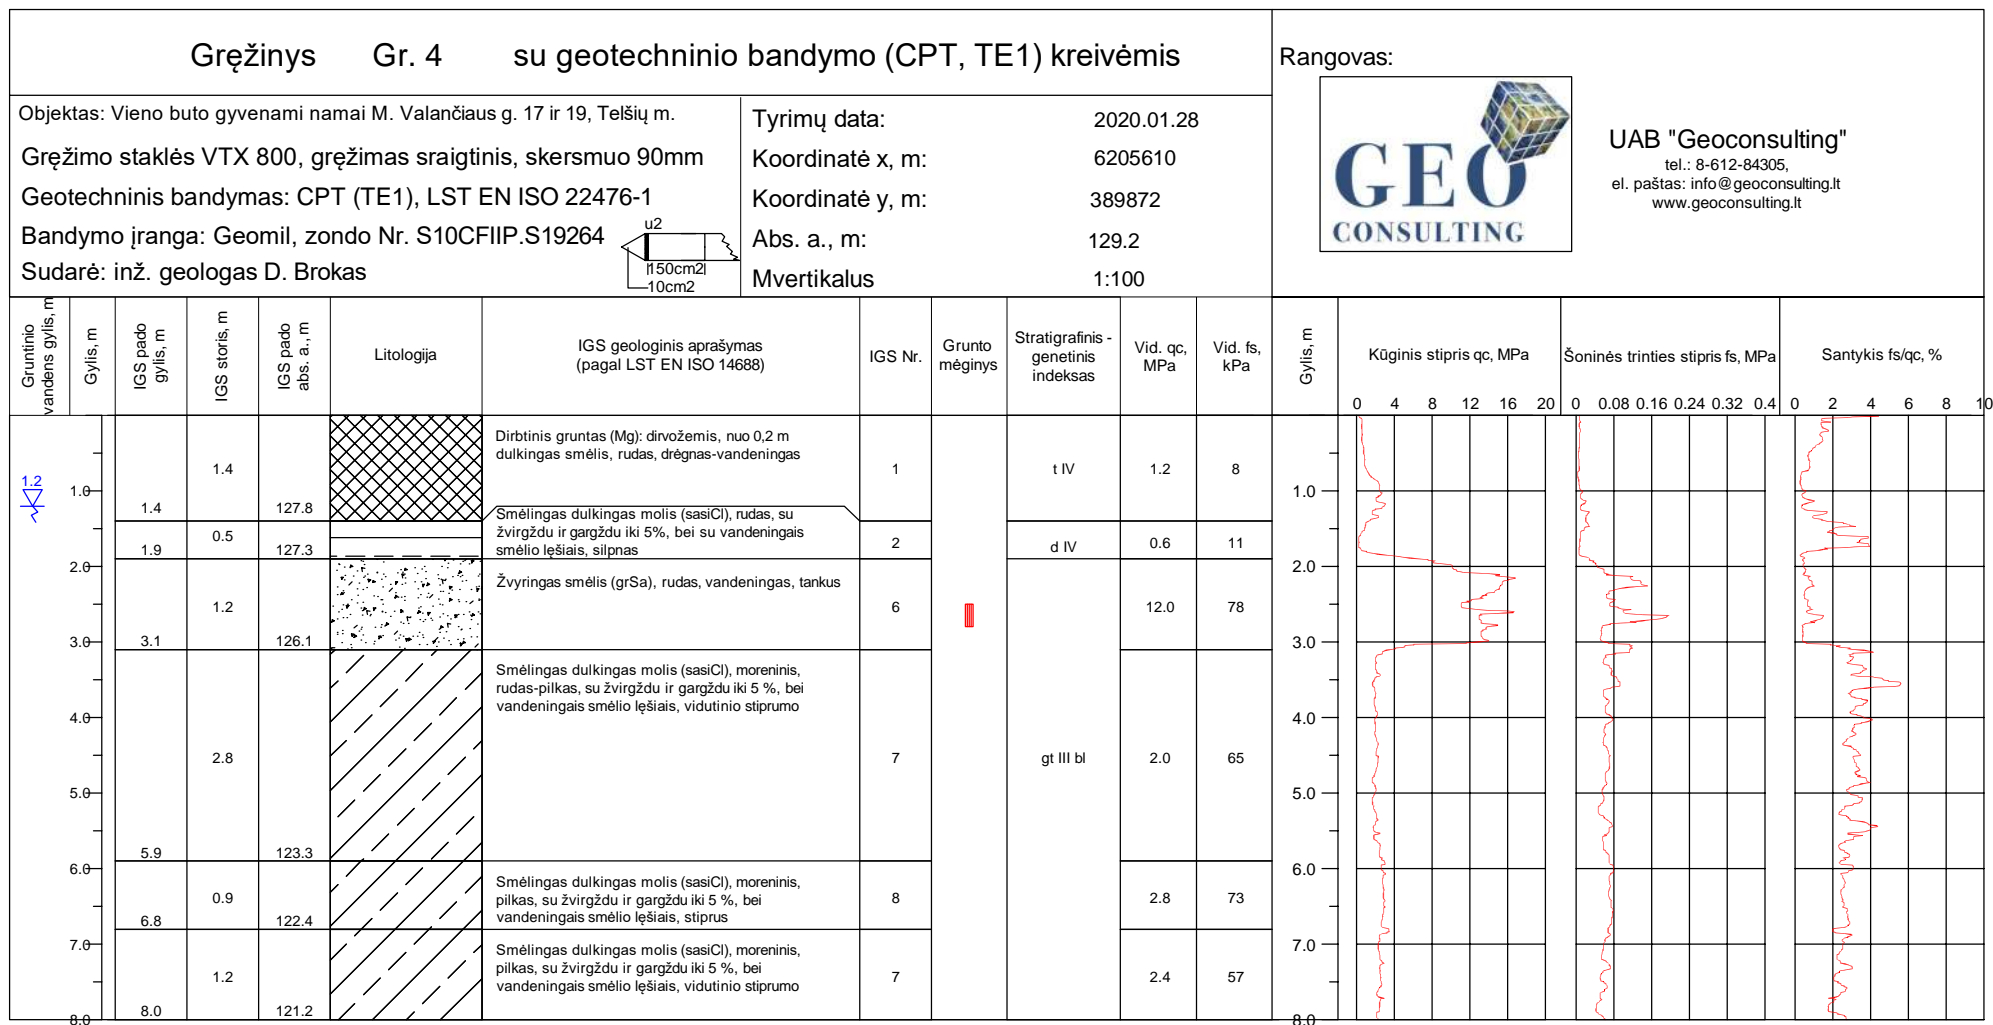 Gręžinys Gr. 4 su geotechninio bandymo (CPT, TE1) kreivėmis
Objektas: Vieno buto gyvenami namai M. Valančiaus g. 17 ir 19, Telšių m.
Gręžimo staklės VTX 800, gręžimas sraigtinis, skersmuo 90mm
Geotechninis bandymas: CPT (TE1), LST EN ISO 22476-1
Bandymo įranga: Geomil, zondo Nr. S10CFIIP.S19264
Sudarė: inž. geologas D. Brokas
u2
150cm2
10cm2
Tyrimų data: 2020.01.28
Koordinatė x, m: 6205610
Koordinatė y, m: 389872
Abs. a., m: 129.2
Mvertikalus 1:100
Rangovas:
GEO
CONSULTING
UAB "Geoconsulting"
tel.: 8-612-84305,
el. paštas: info@geoconsulting.lt
www.geoconsulting.lt
Gruntinio
vandens gylis, m
Gylis, m
IGS pado
gylis, m
IGS storis, m
IGS pado
abs. a., m
Litologija
IGS geologinis aprašymas
(pagal LST EN ISO 14688)
IGS Nr.
Grunto
mėginys
Stratigrafinis -
genetinis
indeksas
Vid. qc,
MPa
Vid. fs,
kPa
Gylis, m
Kūginis stipris qc, MPa
0 4 8 12 16 20
Šoninės trinties stipris fs, MPa
0 0.08 0.16 0.24 0.32 0.4
Santykis fs/qc, %
0 2 4 6 8 10
1.2
1.0
2.0
3.0
4.0
5.0
6.0
7.0
8.0
1.4
1.4
127.8
Dirbtinis gruntas (Mg): dirvožemis, nuo 0,2 m
dulkingas smėlis, rudas, drėgnas-vandeningas
1
t IV
1.2
8
0.5
1.9
127.3
Smėlingas dulkingas molis (sasiCl), rudas, su
žvirgždu ir gargždu iki 5%, bei su vandeningais
smėlio lęšiais, silpnas
2
d IV
0.6
11
1.2
3.1
126.1
Žvyringas smėlis (grSa), rudas, vandeningas, tankus
6
12.0
78
2.8
5.9
123.3
Smėlingas dulkingas molis (sasiCl), moreninis,
rudas-pilkas, su žvirgždu ir gargždu iki 5 %, bei
vandeningais smėlio lęšiais, vidutinio stiprumo
7
gt III bl
2.0
65
0.9
6.8
122.4
Smėlingas dulkingas molis (sasiCl), moreninis,
pilkas, su žvirgždu ir gargždu iki 5 %, bei
vandeningais smėlio lęšiais, stiprus
8
2.8
73
1.2
8.0
121.2
Smėlingas dulkingas molis (sasiCl), moreninis,
pilkas, su žvirgždu ir gargždu iki 5 %, bei
vandeningais smėlio lęšiais, vidutinio stiprumo
7
2.4
57
1.0
2.0
3.0
4.0
5.0
6.0
7.0
8.0